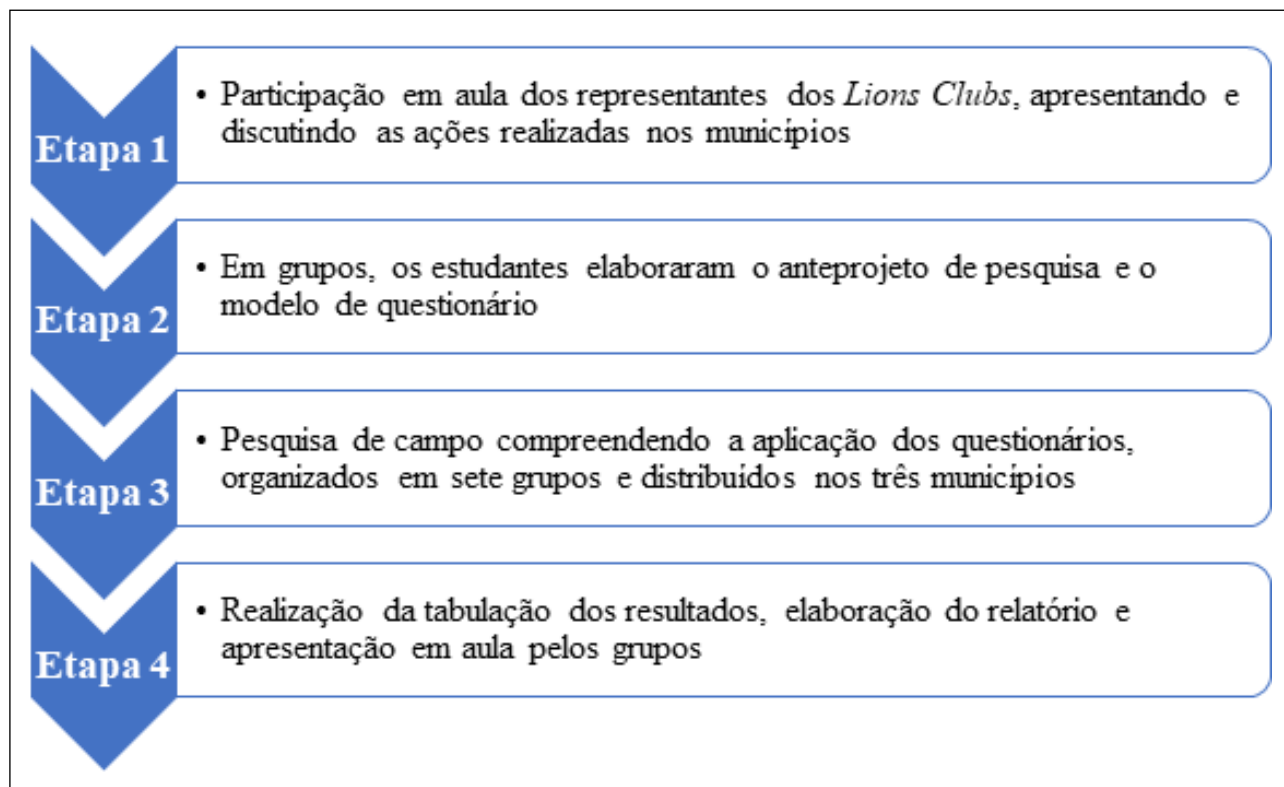 Etapa 1
• Participação em aula dos representantes dos Lions Clubs, apresentando e
discutindo as ações realizadas nos municípios
Etapa 2
• Em grupos, os estudantes elaboraram o anteprojeto de pesquisa e o
modelo de questionário
Etapa 3
• Pesquisa de campo compreendendo a aplicação dos questionários,
organizados em sete grupos e distribuídos nos três municípios
Etapa 4
• Realização da tabulação dos resultados, elaboração do relatório e
apresentação em aula pelos grupos